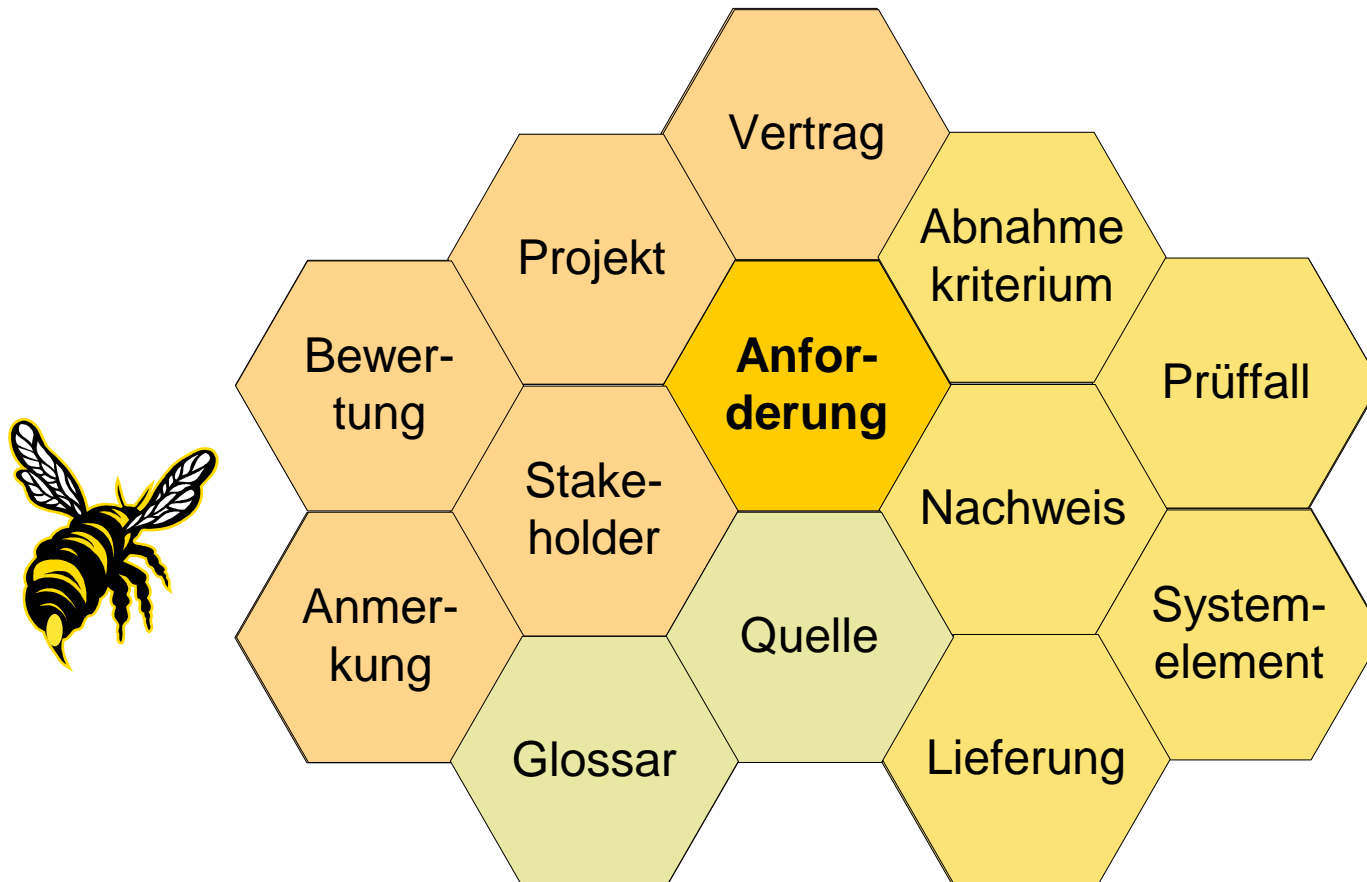 Vertrag
Projekt
Abnahme
kriterium
Bewer-
tung
Anfor-
derung
Prüffall
Stake-
holder
Nachweis
Anmer-
kung
Quelle
System-
element
Glossar
Lieferung